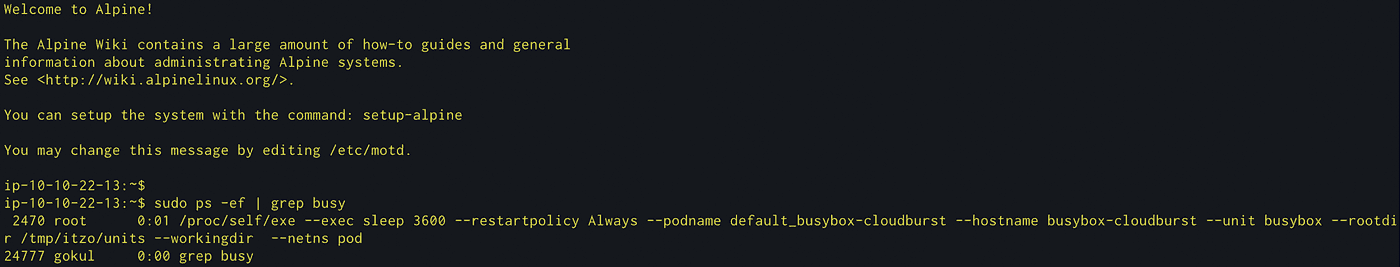 Welcome to Alpine!
The Alpine Wiki contains a large amount of how-to guides and general
information about administrating Alpine systems.
See <http://wiki.alpinelinux.org/>.
You can setup the system with the command: setup-alpine
You may change this message by editing /etc/motd.
ip-10-10-22-13:~$
ip-10-10-22-13:~$ sudo ps -ef | grep busy
 2470 root      0:01 /proc/self/exe --exec sleep 3600 --restartpolicy Always --podname default_busybox-cloudburst --hostname busybox-cloudburst --unit busybox --rootdi
r /tmp/itzo/units --workingdir  --netns pod
24777 gokul     0:00 grep busy